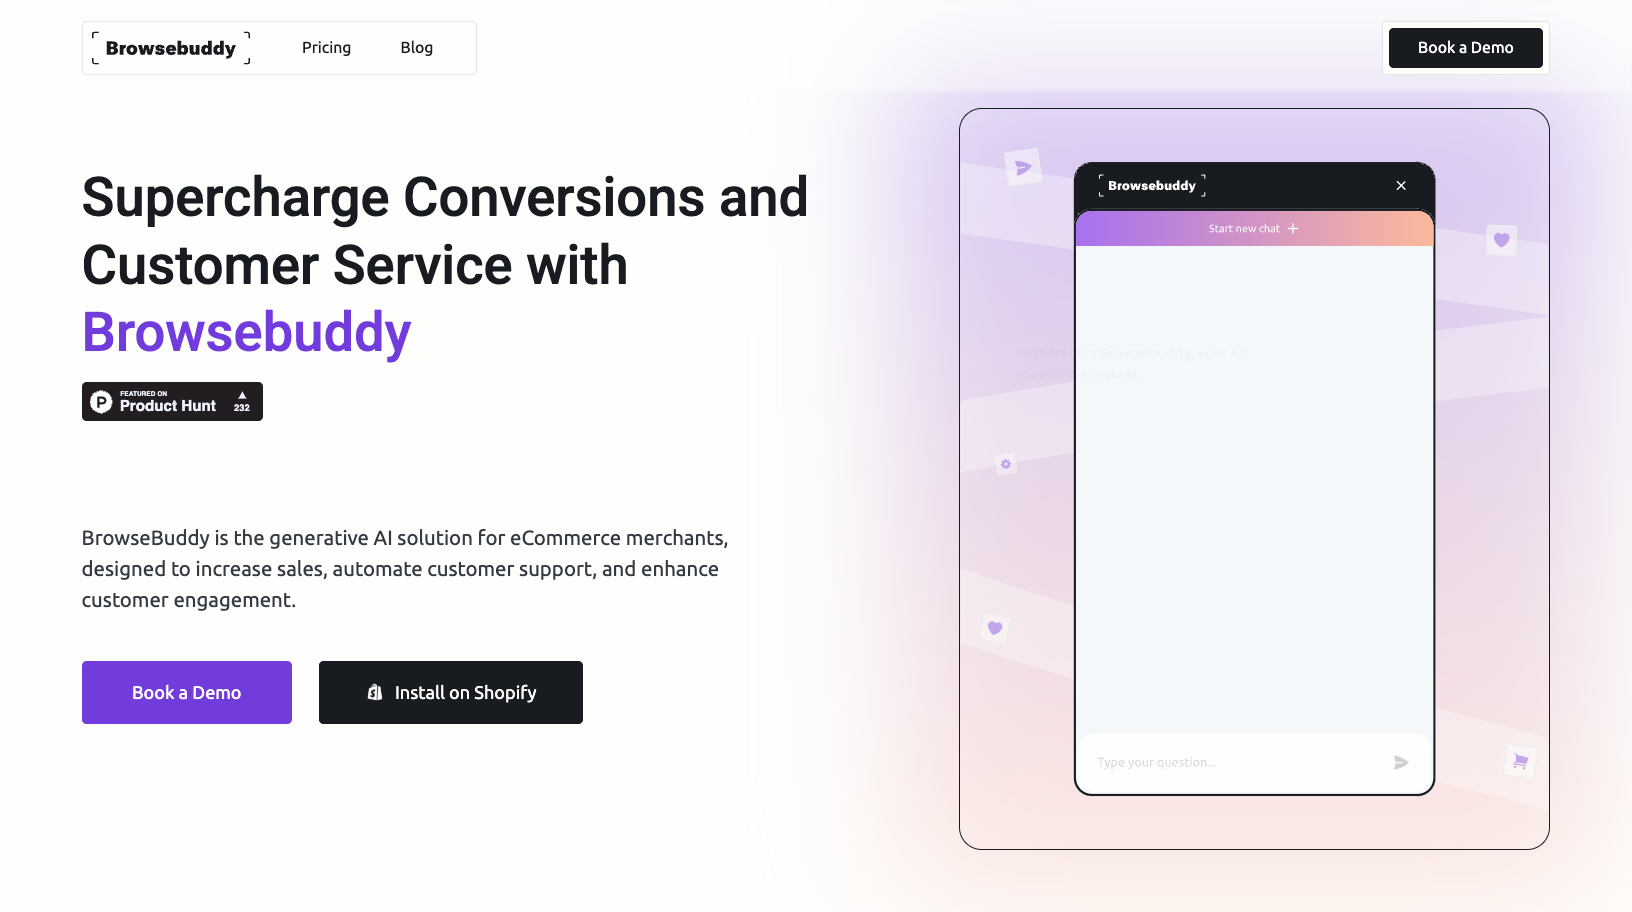 Browsebuddy
Pricing
Blog
Book a Demo
Supercharge Conversions and
Customer Service with
Browsebuddy
FEATURED ON
Product Hunt
232
BrowseBuddy is the generative AI solution for eCommerce merchants,
designed to increase sales, automate customer support, and enhance
customer engagement.
Book a Demo
Install on Shopify
Browsebuddy
Start new chat
Hi there! I'm Browsebuddy, your AI
shopping assistant.
Type your question...